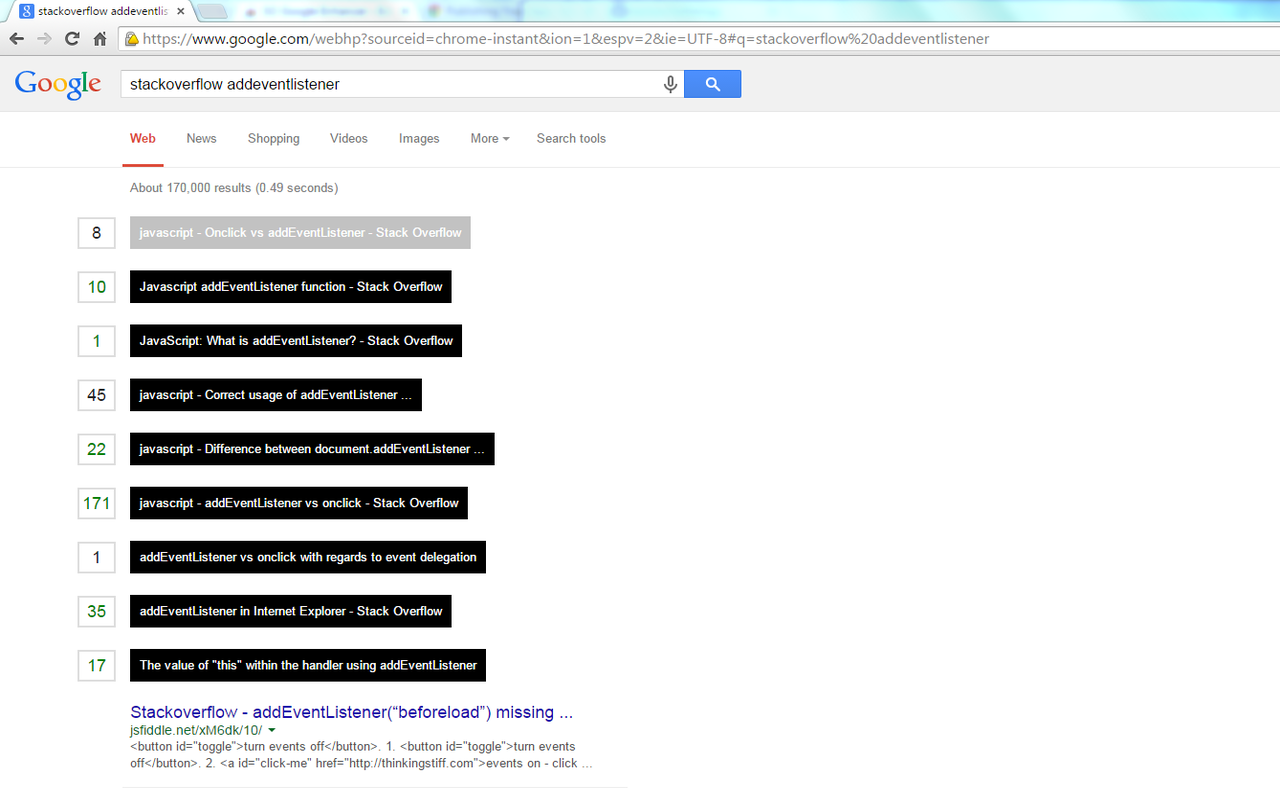 stackoverflow addeventlis
https://www.google.com/webhp?sourceid=chrome-instant&ion=1&espv=2&ie=UTF-8#q=stackoverflow%20addeventlistener
Google
stackoverflow addeventlistener
Web News Shopping Videos Images More Search tools
About 170,000 results (0.49 seconds)
8 javascript - Onclick vs addEventListener - Stack Overflow
10 Javascript addEventListener function - Stack Overflow
1 JavaScript: What is addEventListener? - Stack Overflow
45 javascript - Correct usage of addEventListener ...
22 javascript - Difference between document.addEventListener ...
171 javascript - addEventListener vs onclick - Stack Overflow
1 addEventListener vs onclick with regards to event delegation
35 addEventListener in Internet Explorer - Stack Overflow
17 The value of "this" within the handler using addEventListener
Stackoverflow - addEventListener(“beforeload”) missing ...
jsfiddle.net/xM6dk/10/
<button id="toggle">turn events off</button>. 1. <button id="toggle">turn events
off</button>. 2. <a id="click-me" href="http://thinkingstiff.com">events on - click ...